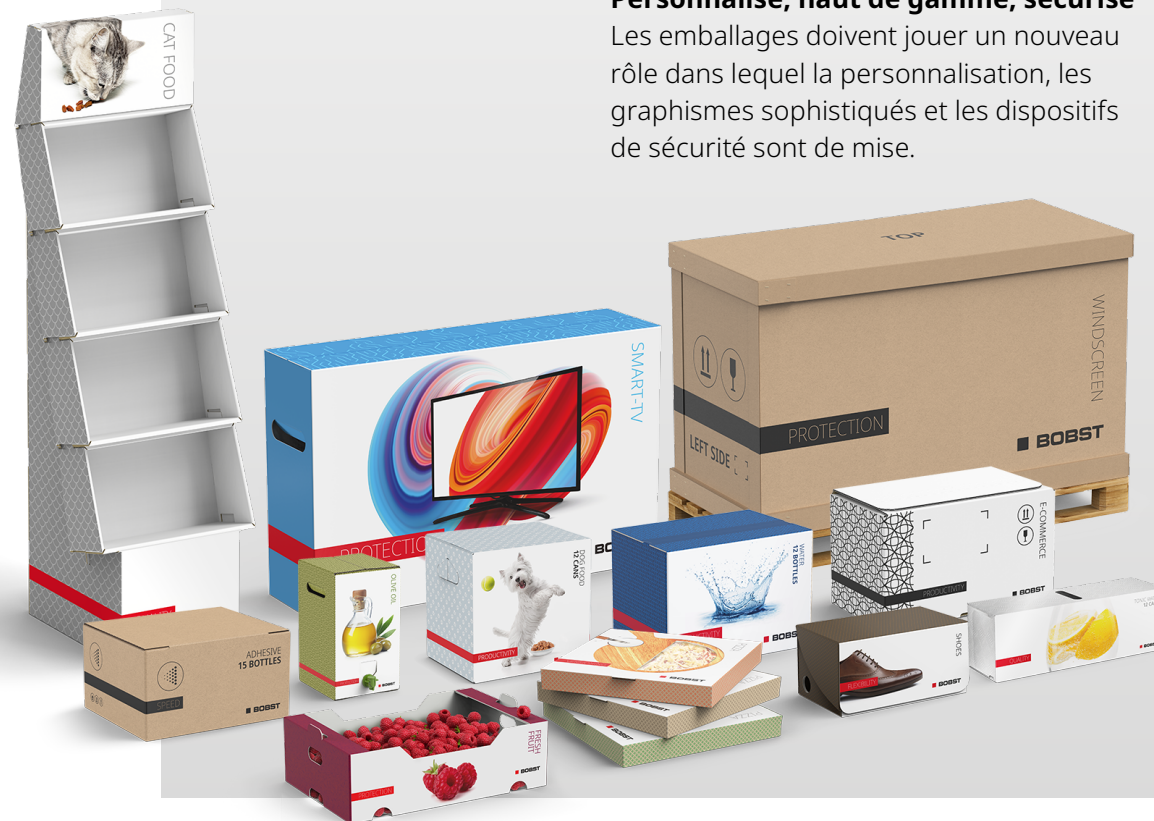 Personnalisé, haut de gamme, sécurisé
Les emballages doivent jouer un nouveau
rôle dans lequel la personnalisation, les
graphismes sophistiqués et les dispositifs
de sécurité sont de mise.
CAT FOOD
TOP
WINDSCREEN
PROTECTION
LEFT SIDE
BOBST
SMART-TV
PROTECTIO
BO
E-COMMERCE
PRODUCTIVITY
BOBST
WATER
12 BOTTLES
BOBS
DOG FOOD
12 CANS
PRODUCTIVITY
OLIVE OIL
BOBST
ADHESIVE
15 BOTTLES
SPEED
BOBST
BOBST
SHOES
FLEXIBILITY
BOBST
QUALITY
FRESH
FRUIT
PROTECTION
BOBST